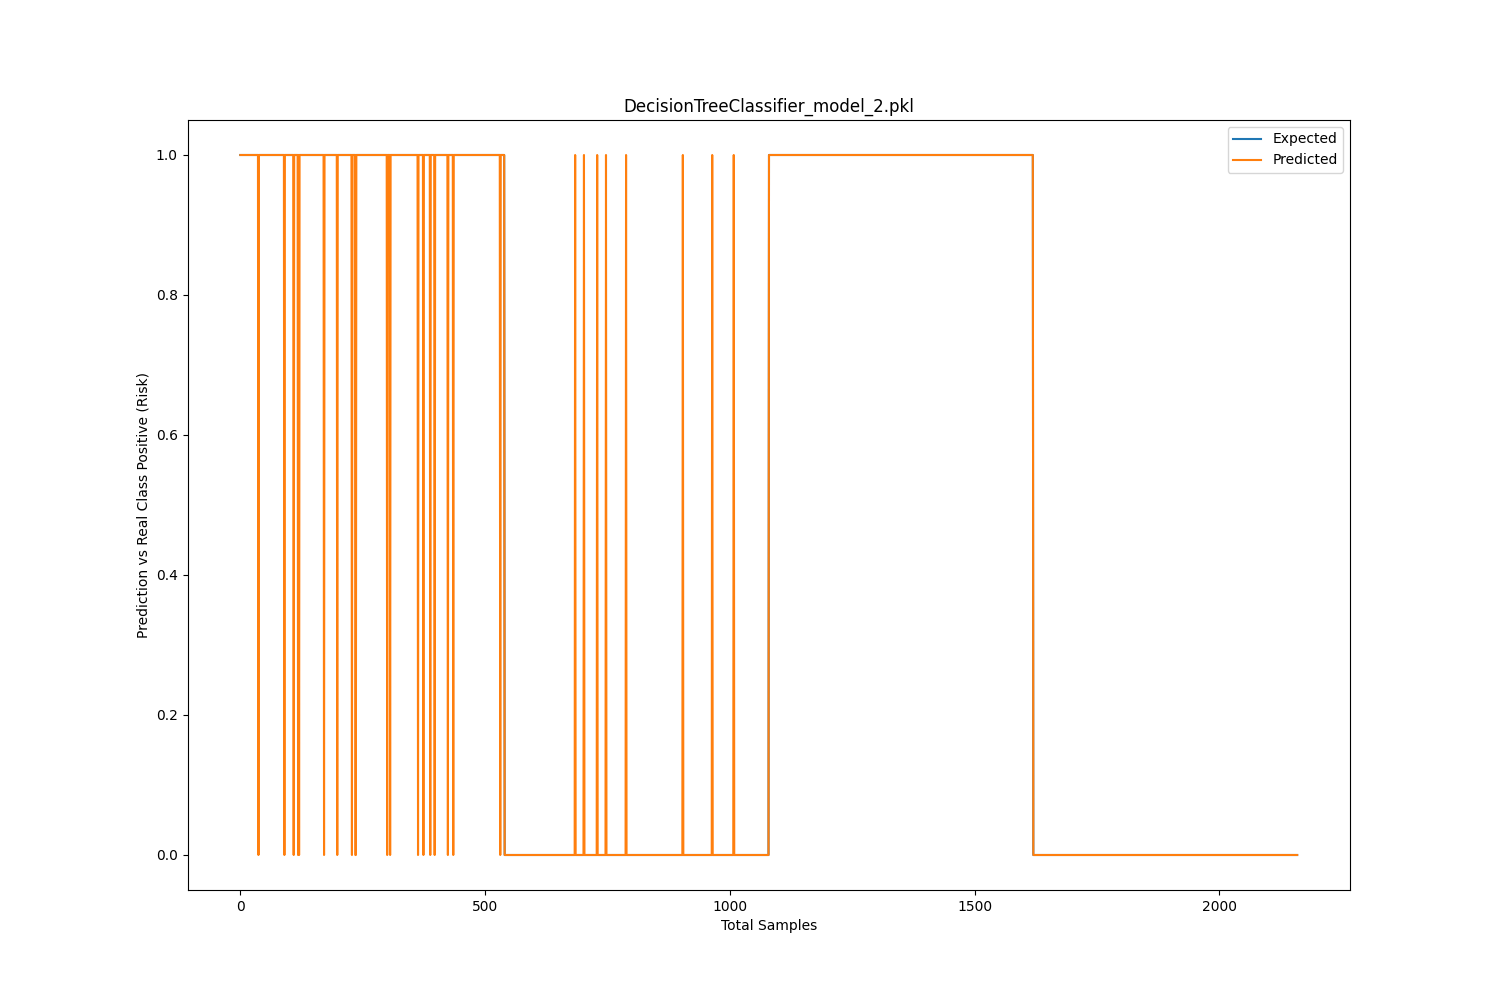 DecisionTreeClassifier_model_2.pkl
Expected
Predicted
1.0
0.8
0.6
0.4
0.2
0.0
Prediction vs Real Class Positive (Risk)
0
500
1000
1500
2000
Total Samples